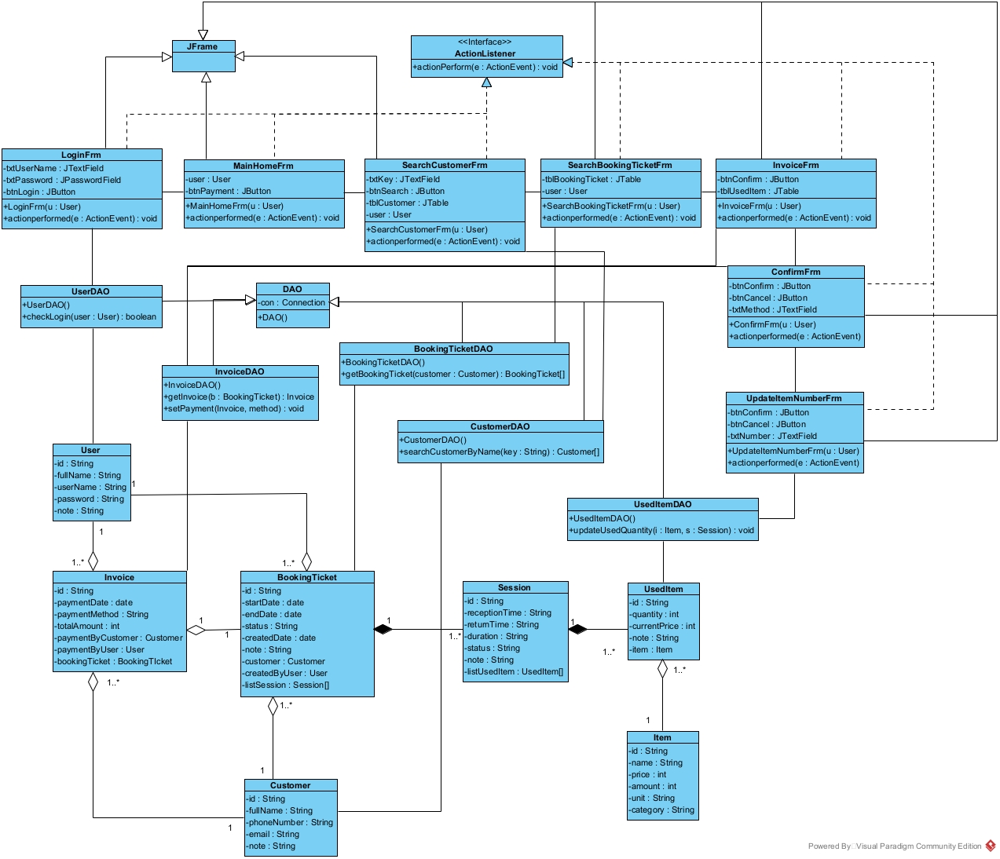 JFrame
<<Interface>>
ActionListener
+actionPerform(e : ActionEvent) : void
LoginFrm
-txtUserName : JTextField
-txtPassword : JPasswordField
-btnLogin : JButton
+LoginFrm(u : User)
+actionperformed(e : ActionEvent) : void
MainHomeFrm
-user : User
-btnPayment : JButton
+MainHomeFrm(u : User)
+actionperformed(e : ActionEvent) : void
SearchCustomerFrm
-txtKey : JTextField
-btnSearch : JButton
-tblCustomer : JTable
-user : User
+SearchCustomerFrm(u : User)
+actionperformed(e : ActionEvent) : void
SearchBookingTicketFrm
-tblBookingTicket : JTable
-user : User
+SearchBookingTicketFrm(u : User)
+actionperformed(e : ActionEvent) : void
InvoiceFrm
-btnConfirm : JButton
-tblUsedItem : JTable
+InvoiceFrm(u : User)
+actionperformed(e : ActionEvent) : void
ConfirmFrm
-btnConfirm : JButton
-btnCancel : JButton
-txtMethod : JTextField
+ConfirmFrm(u : User)
+actionperformed(e : ActionEvent)
UserDAO
+UserDAO()
+checkLogin(user : User) : boolean
DAO
-con : Connection
+DAO()
BookingTicketDAO
+BookingTicketDAO()
+getBookingTicket(customer : Customer) : BookingTicket[]
InvoiceDAO
+InvoiceDAO()
+getInvoice(b : BookingTicket) : Invoice
+setPayment(Invoice, method) : void
UpdateItemNumberFrm
-btnConfirm : JButton
-btnCancel : JButton
-txtNumber : JTextField
+UpdateItemNumberFrm(u : User)
+actionperformed(e : ActionEvent)
CustomerDAO
+CustomerDAO()
+searchCustomerByName(key : String) : Customer[]
User
-id : String
-fullName : String
-userName : String
-password : String
-note : String
1
1
UsedItemDAO
+UsedItemDAO()
+updateUsedQuantity(i : Item, s : Session) : void
1..*
1..*
Invoice
-id : String
-paymentDate : date
-paymentMethod : String
-totalAmount : int
-paymentByCustomer : Customer
-paymentByUser : User
-bookingTicket : BookingTIcket
1
1
1..*
BookingTicket
-id : String
-startDate : date
-endDate : date
-status : String
-createdDate : date
-note : String
-customer : Customer
-createdByUser : User
-listSession : Session[]
1
1..*
1..*
Session
-id : String
-receptionTime : String
-returnTime : String
-duration : String
-status : String
-note : String
-listUsedItem : UsedItem[]
1
1..*
UsedItem
-id : String
-quantity : int
-currentPrice : int
-note : String
-item : Item
1..*
1
Item
-id : String
-name : String
-price : int
-amount : int
-unit : String
-category : String
1
1
Customer
-id : String
-fullName : String
-phoneNumber : String
-email : String
-note : String
Powered By Visual Paradigm Community Edition